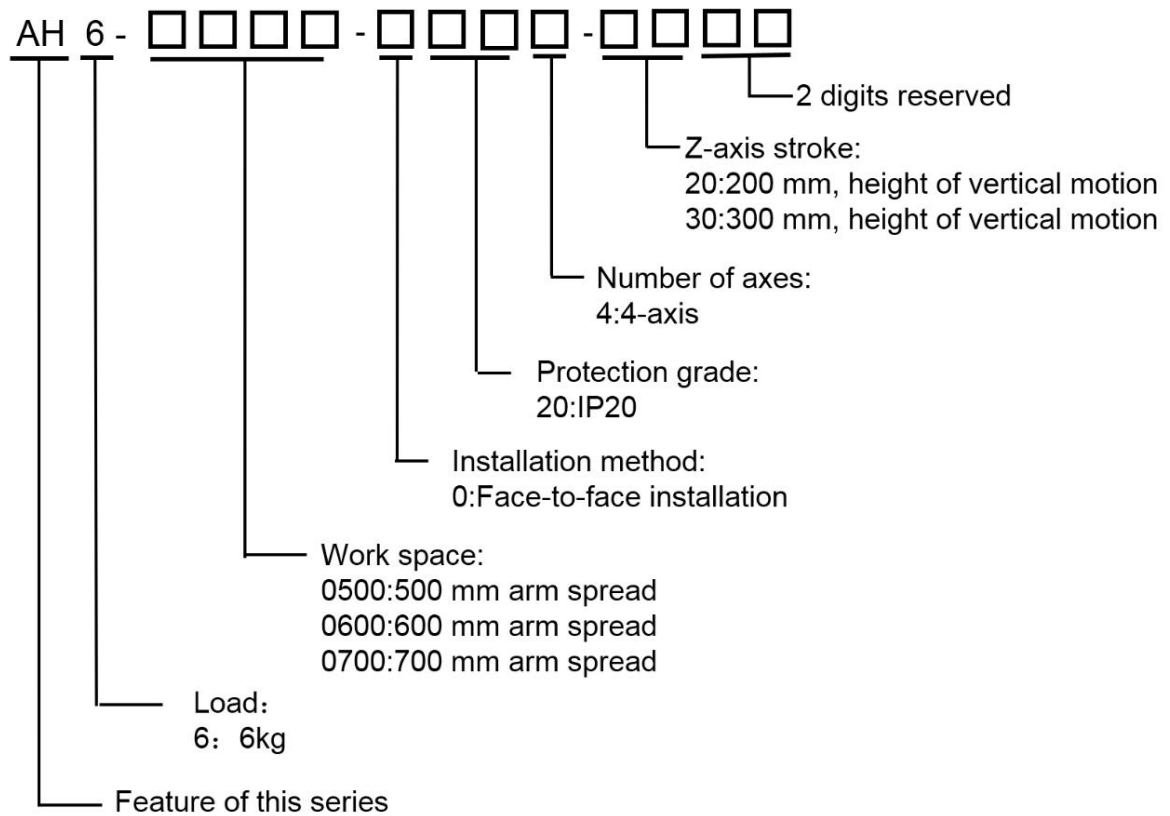 AH 6 - □□□□ - □□□□ - □□□□
2 digits reserved
Z-axis stroke:
20:200 mm, height of vertical motion
30:300 mm, height of vertical motion
Number of axes:
4:4-axis
Protection grade:
20:IP20
Installation method:
0:Face-to-face installation
Work space:
0500:500 mm arm spread
0600:600 mm arm spread
0700:700 mm arm spread
Load：
6：6kg
Feature of this series